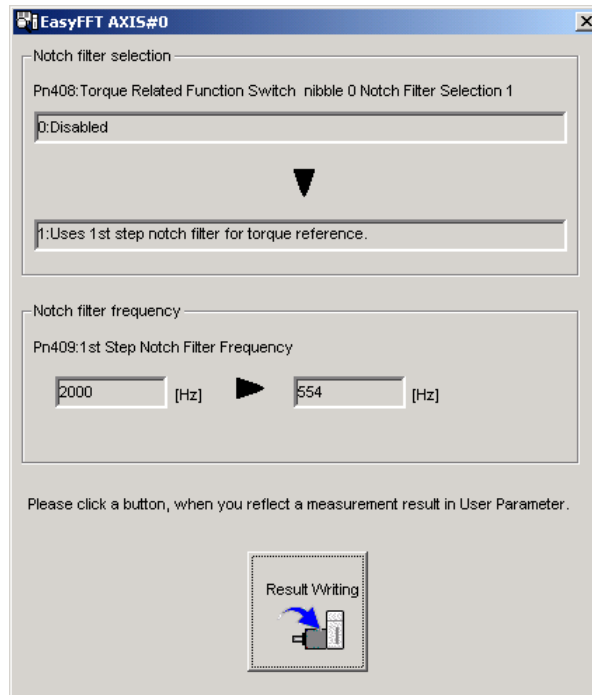 EasyFFT AXIS#0
Notch filter selection
Pn408:Torque Related Function Switch nibble 0 Notch Filter Selection 1
0:Disabled
1:Uses 1st step notch filter for torque reference.
Notch filter frequency
Pn409:1st Step Notch Filter Frequency
2000 [Hz] 554 [Hz]
Please click a button, when you reflect a measurement result in User Parameter.
Result Writing